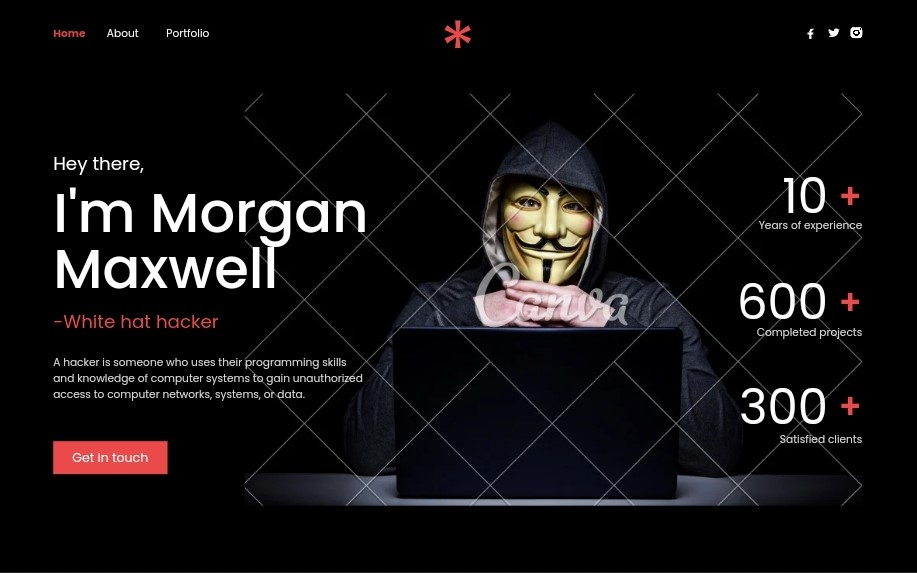 Home About Portfolio
Hey there,
I'm Morgan
Maxwell
-White hat hacker
A hacker is someone who uses their programming skills
and knowledge of computer systems to gain unauthorized
access to computer networks, systems, or data.
Get in touch
10 +
Years of experience
600 +
Completed projects
300 +
Satisfied clients
Canva